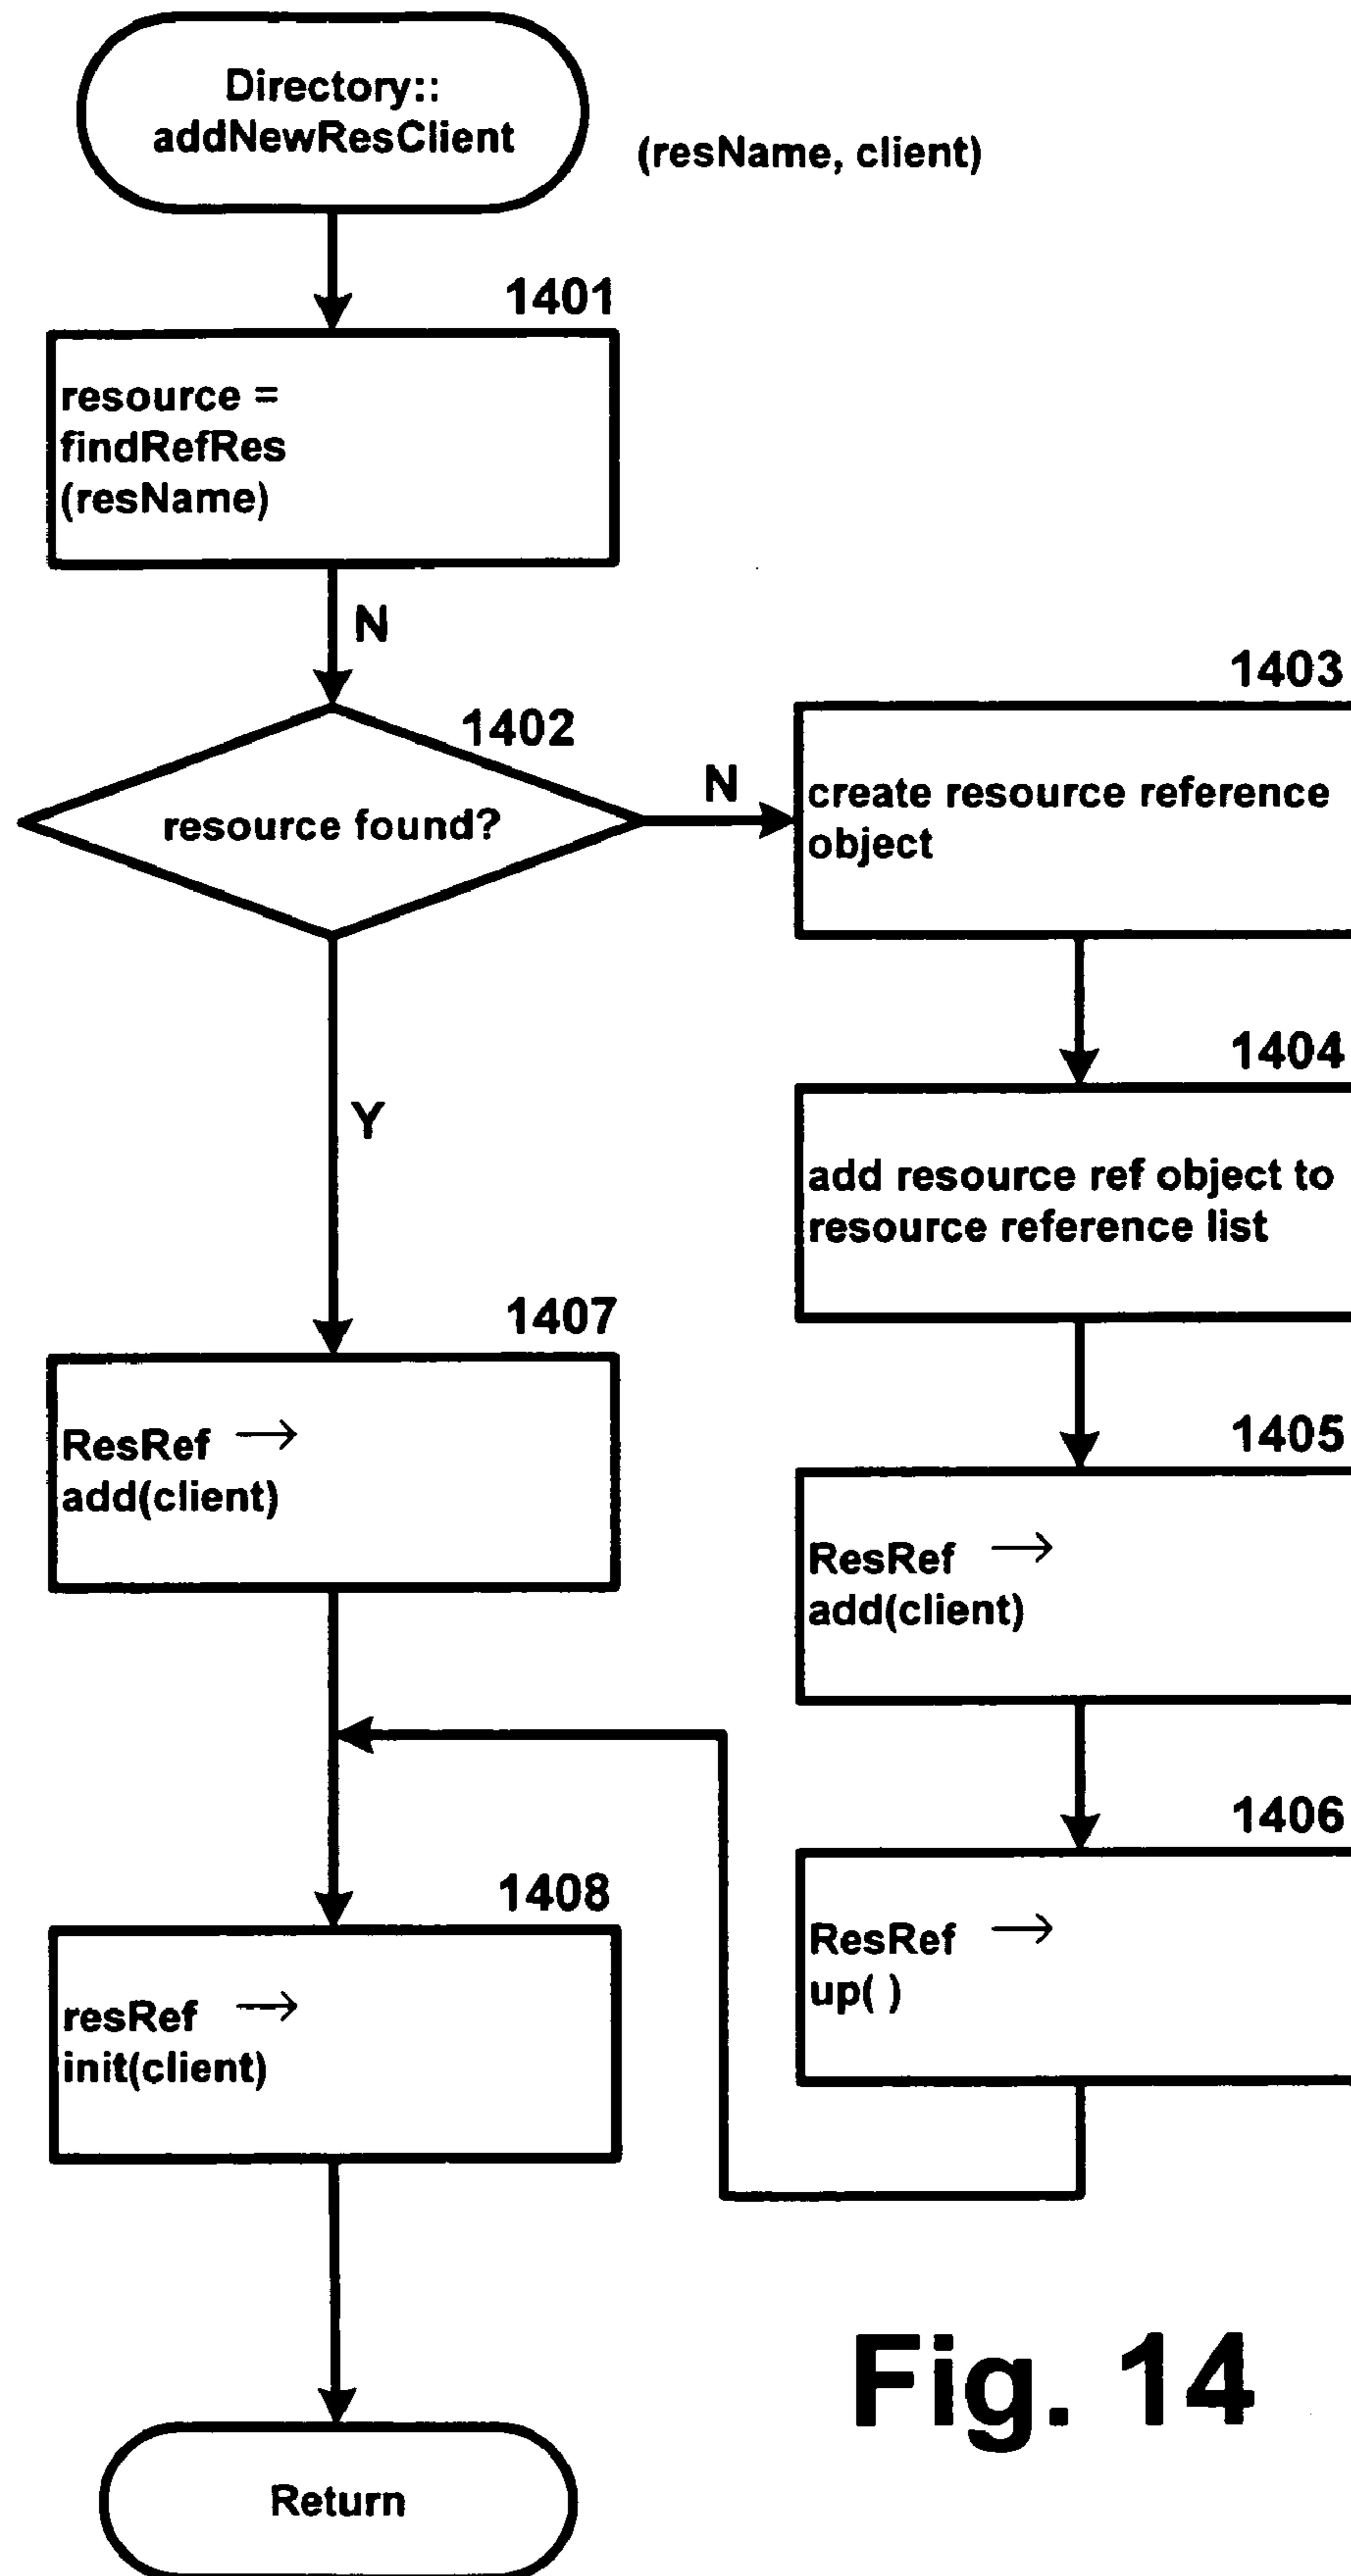 Directory::
addNewResClient
(resName, client)
1401
resource =
findRefRes
(resName)
N
1402
resource found?
N
1403
create resource reference
object
1404
add resource ref object to
resource reference list
Y
1407
ResRef →
add(client)
1405
ResRef →
add(client)
1406
ResRef →
up( )
1408
resRef →
init(client)
Return
Fig. 14